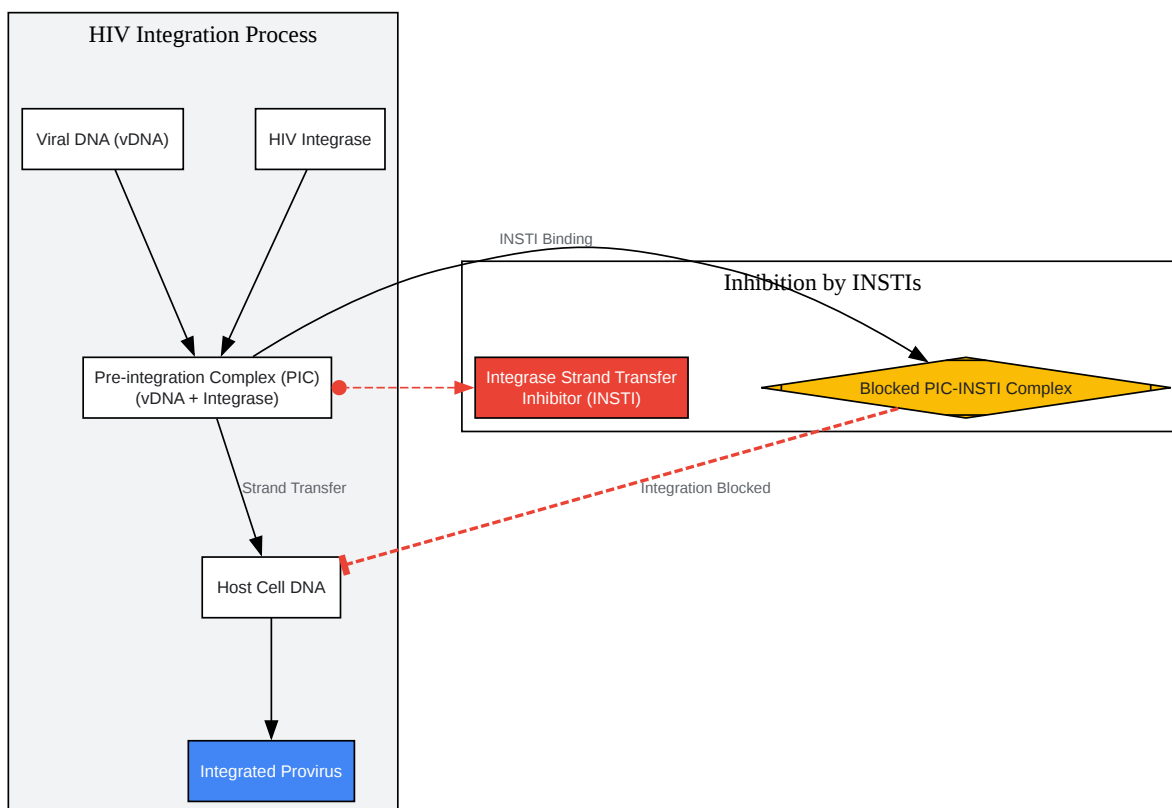 HIV Integration Process
Viral DNA (vDNA)
HIV Integrase
INSTI Binding
Inhibition by INSTIs
Pre-integration Complex (PIC)
(vDNA + Integrase)
Integrase Strand Transfer
Inhibitor (INSTI)
Blocked PIC-INSTI Complex
Strand Transfer
Integration Blocked
Host Cell DNA
Integrated Provirus